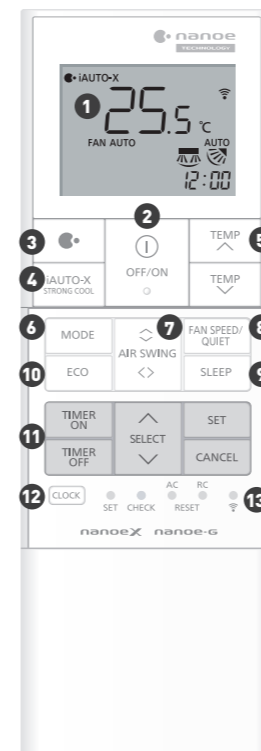 nanoe
TECHNOLOGY
iAUTO-X
1
25.5 °C
FAN AUTO
AUTO
12:00
2
3
OFF/ON
TEMP
5
4
iAUTO-X
STRONG COOL
TEMP
6
MODE
7
AIR SWING
FAN SPEED/
QUIET
8
10
ECO
SLEEP
9
11
TIMER
ON
SELECT
SET
TIMER
OFF
CANCEL
12
CLOCK
AC
RC
13
SET
CHECK
RESET
nanoeX nanoe-G